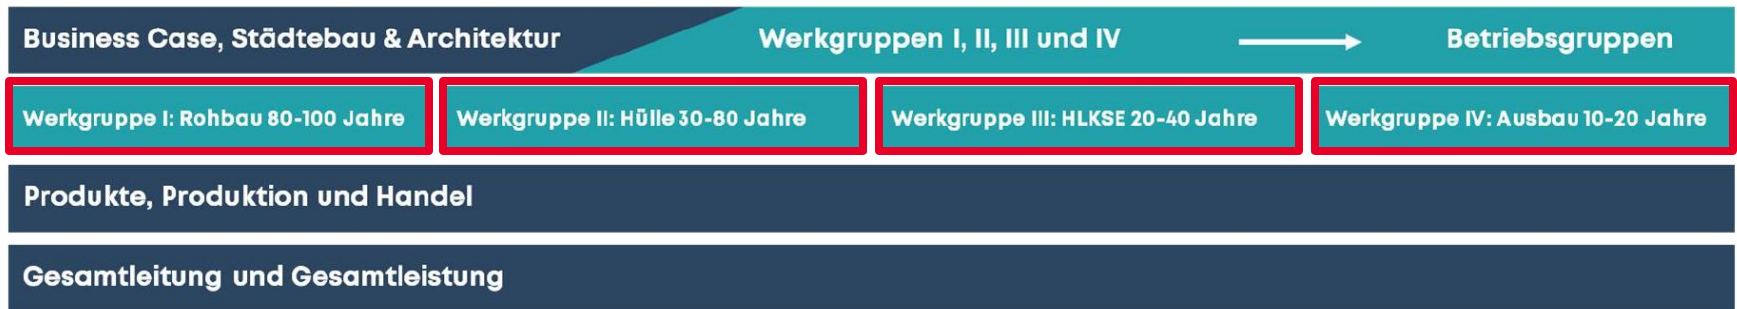 Business Case, Städtebau & Architektur
Werkgruppen I, II, III und IV
Betriebsgruppen
Werkgruppe I: Rohbau 80-100 Jahre
Werkgruppe II: Hülle 30-80 Jahre
Werkgruppe III: HLKSE 20-40 Jahre
Werkgruppe IV: Ausbau 10-20 Jahre
Produkte, Produktion und Handel
Gesamtleitung und Gesamtleistung